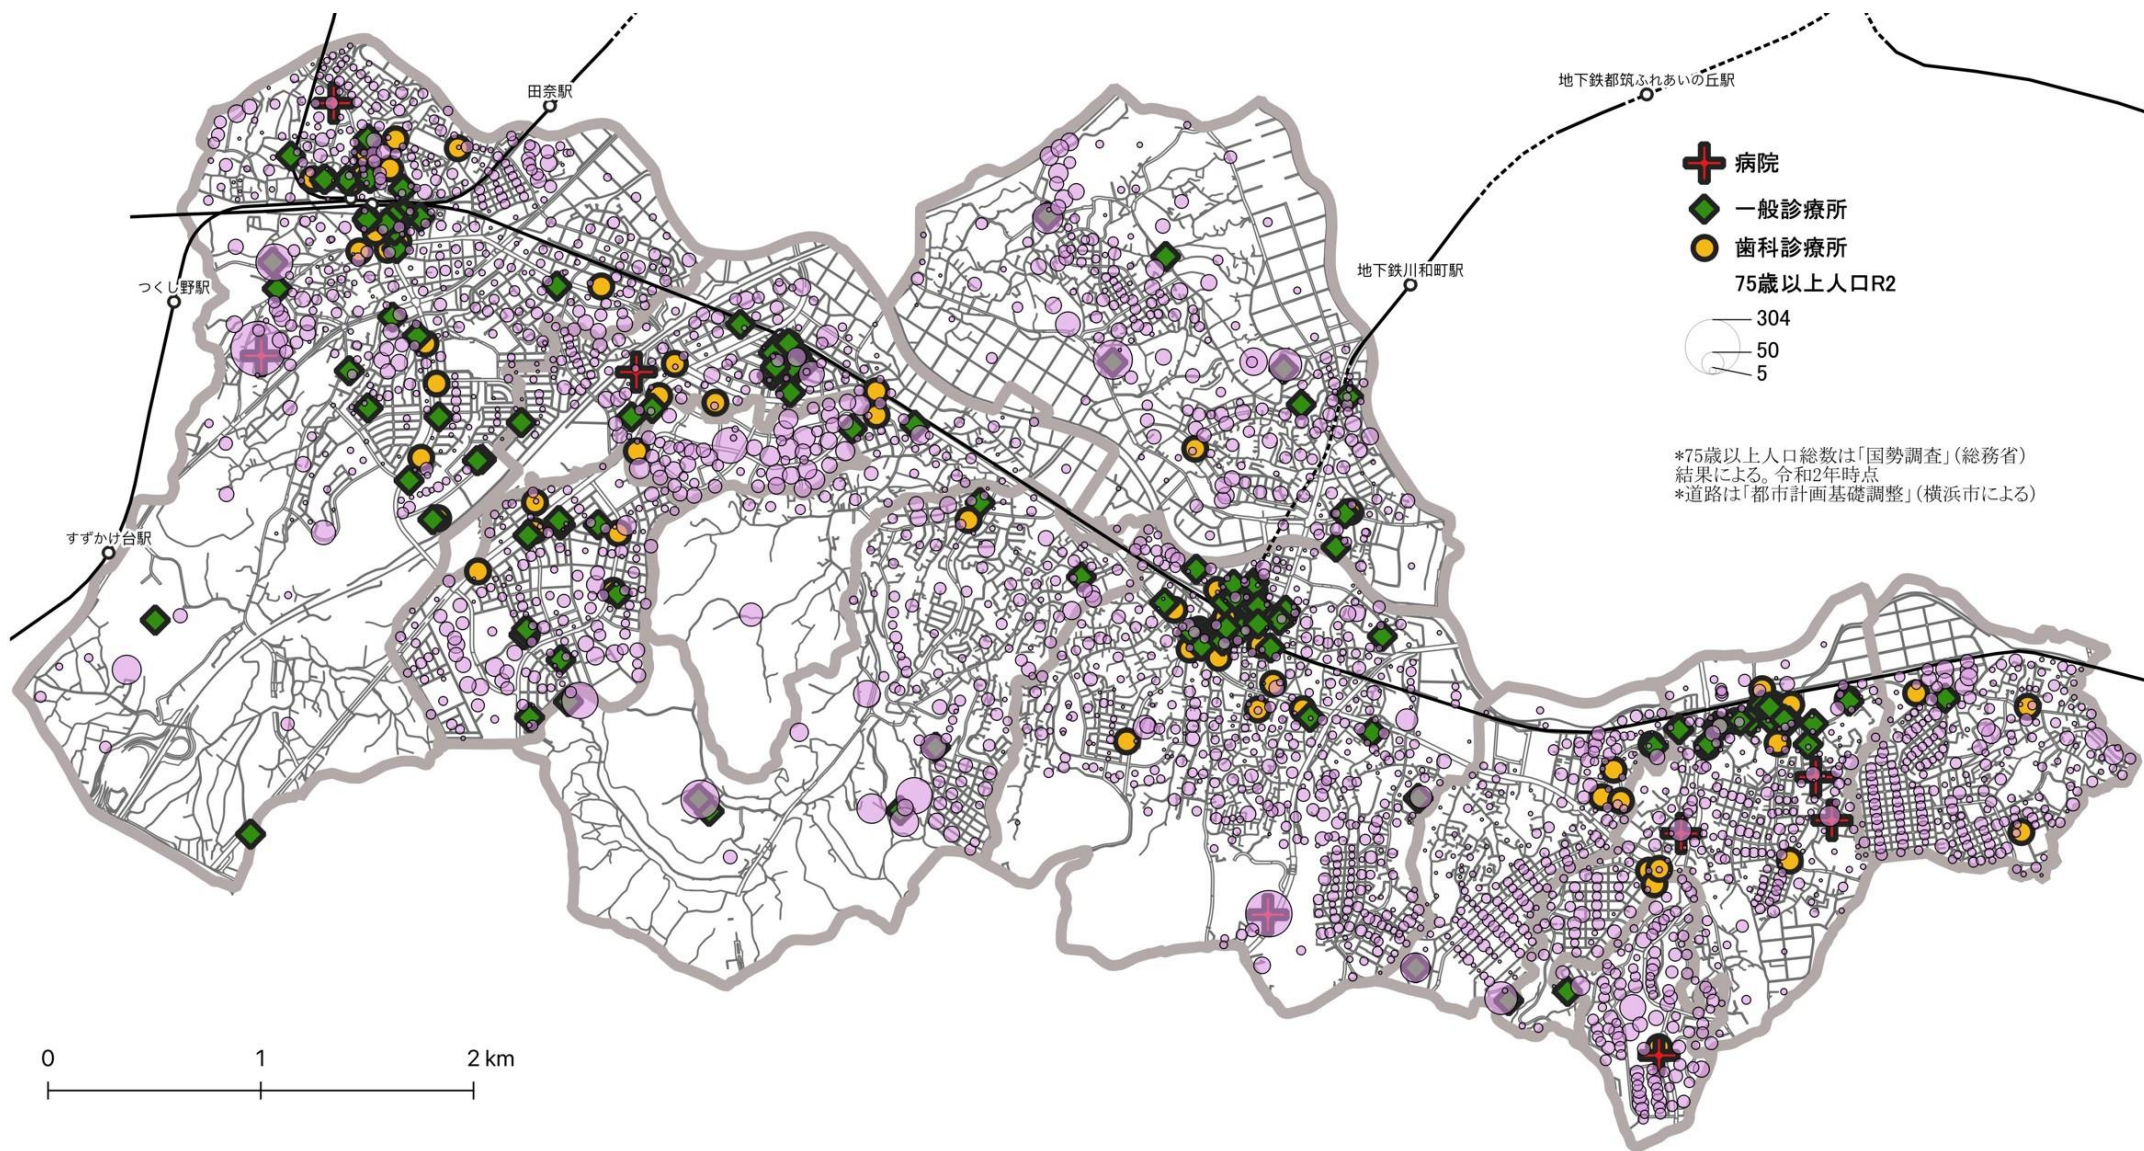 地下鉄都筑ふれあいの丘駅
田奈駅
病院
一般診療所
歯科診療所
地下鉄川和町駅
75歳以上人口R2
つくし野駅
304
50
5
*75歳以上人口総数は「国勢調査」（総務省）
結果による。令和2年時点
*道路は「都市計画基礎調整」（横浜市による）
すずかけ台駅
0 1 2 km